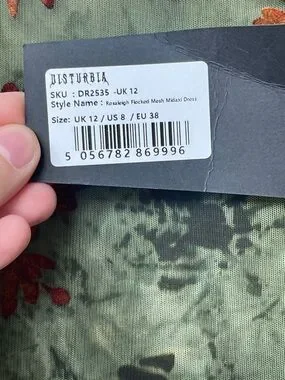 DISTURBIA
SKU : DR2535 -UK 12
Style Name : Rosaleigh Flocked Mesh Midaxi Dress
Size: UK 12 / US 8 / EU 38
5 056782 869996